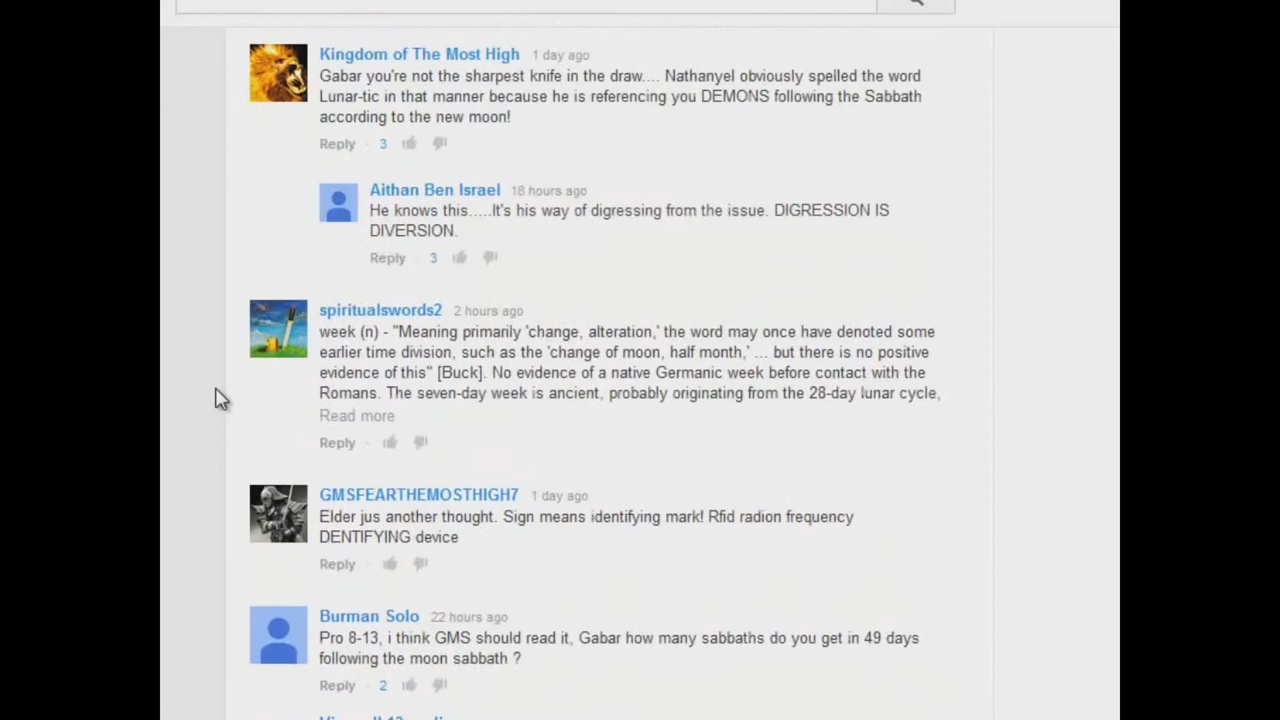 Kingdom of The Most High 1 day ago
Gabar you're not the sharpest knife in the draw.... Nathanyel obviously spelled the word
Lunar-tic in that manner because he is referencing you DEMONS following the Sabbath
according to the new moon!
Reply · 3
Aithan Ben Israel 18 hours ago
He knows this.....It's his way of digressing from the issue. DIGRESSION IS
DIVERSION.
Reply · 3
spiritualswords2 2 hours ago
week (n) - "Meaning primarily 'change, alteration,' the word may once have denoted some
earlier time division, such as the 'change of moon, half month,' ... but there is no positive
evidence of this" [Buck]. No evidence of a native Germanic week before contact with the
Romans. The seven-day week is ancient, probably originating from the 28-day lunar cycle,
Read more
Reply ·
GMSFEARTHEMOSTHIGH7 1 day ago
Elder jus another thought. Sign means identifying mark! Rfid radion frequency
DENTIFYING device
Reply ·
Burman Solo 22 hours ago
Pro 8-13, i think GMS should read it, Gabar how many sabbaths do you get in 49 days
following the moon sabbath ?
Reply · 2